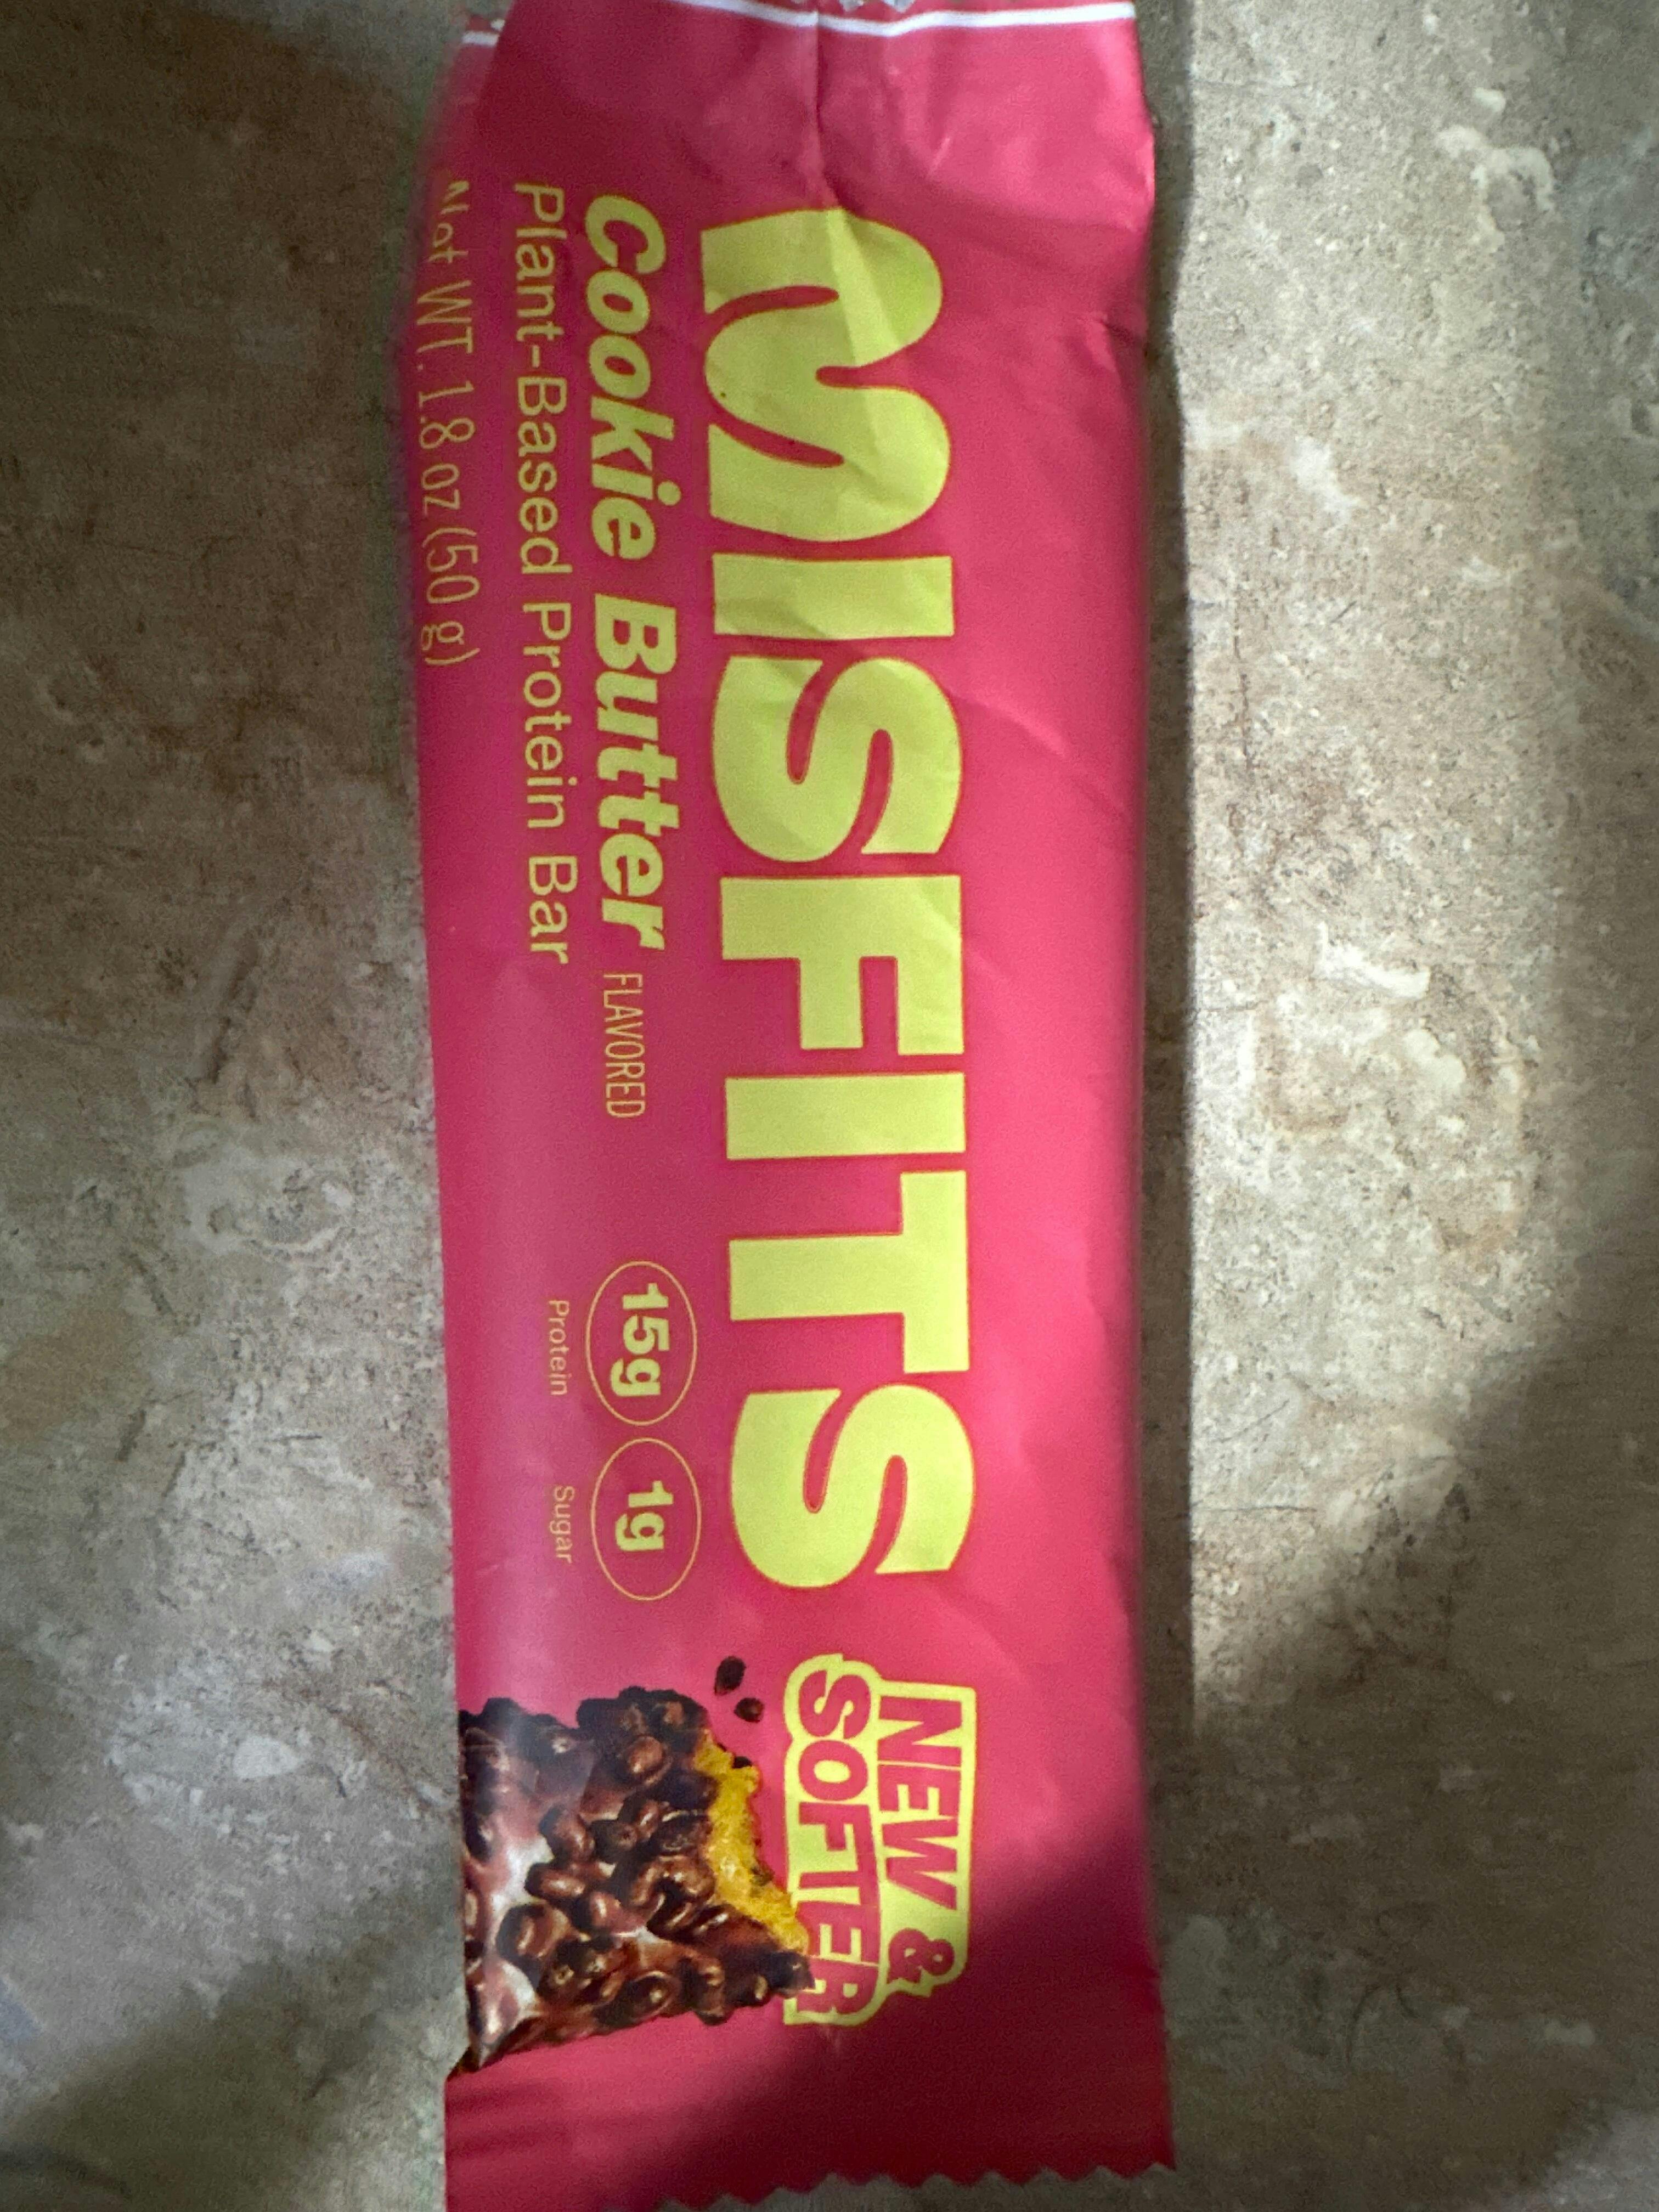 MISFITS
Cookie Butter FLAVORED
Plant-Based Protein Bar
Net WT. 1.8 oz (50 g)
15g
Protein
1g
Sugar
NEW &
SOFTER